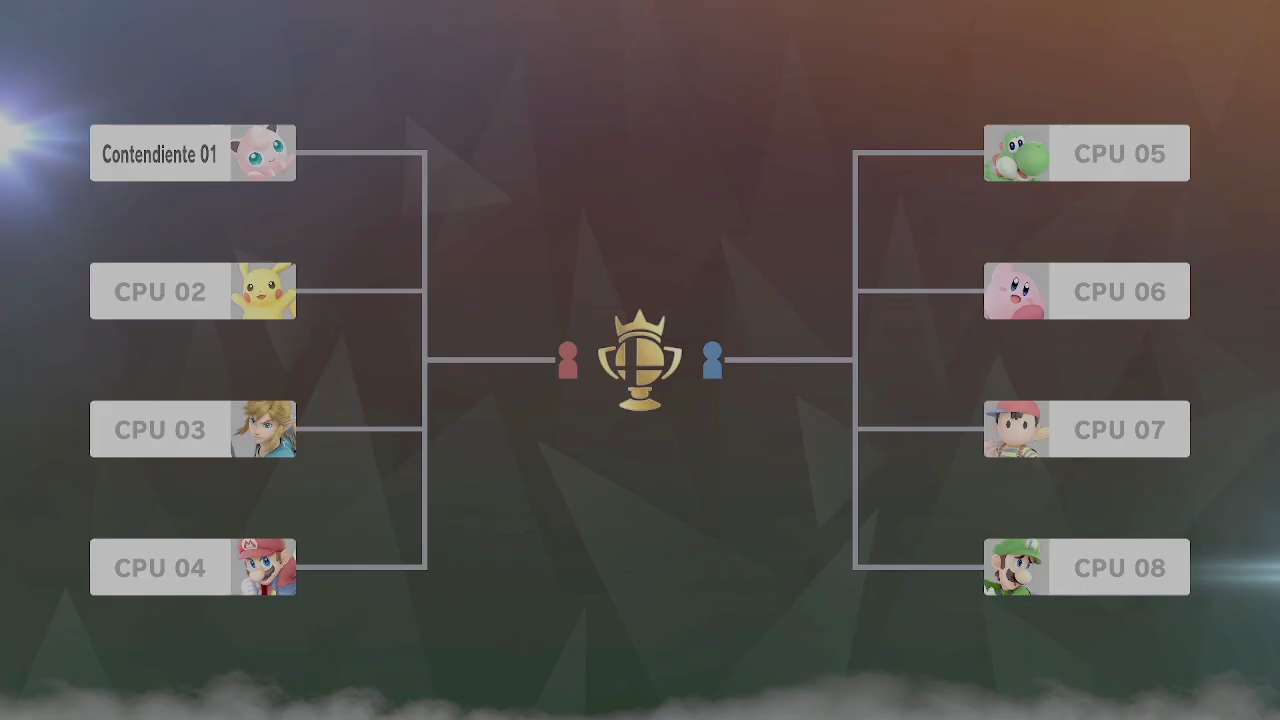 Contendiente 01
CPU 02
CPU 03
CPU 04
CPU 05
CPU 06
CPU 07
CPU 08